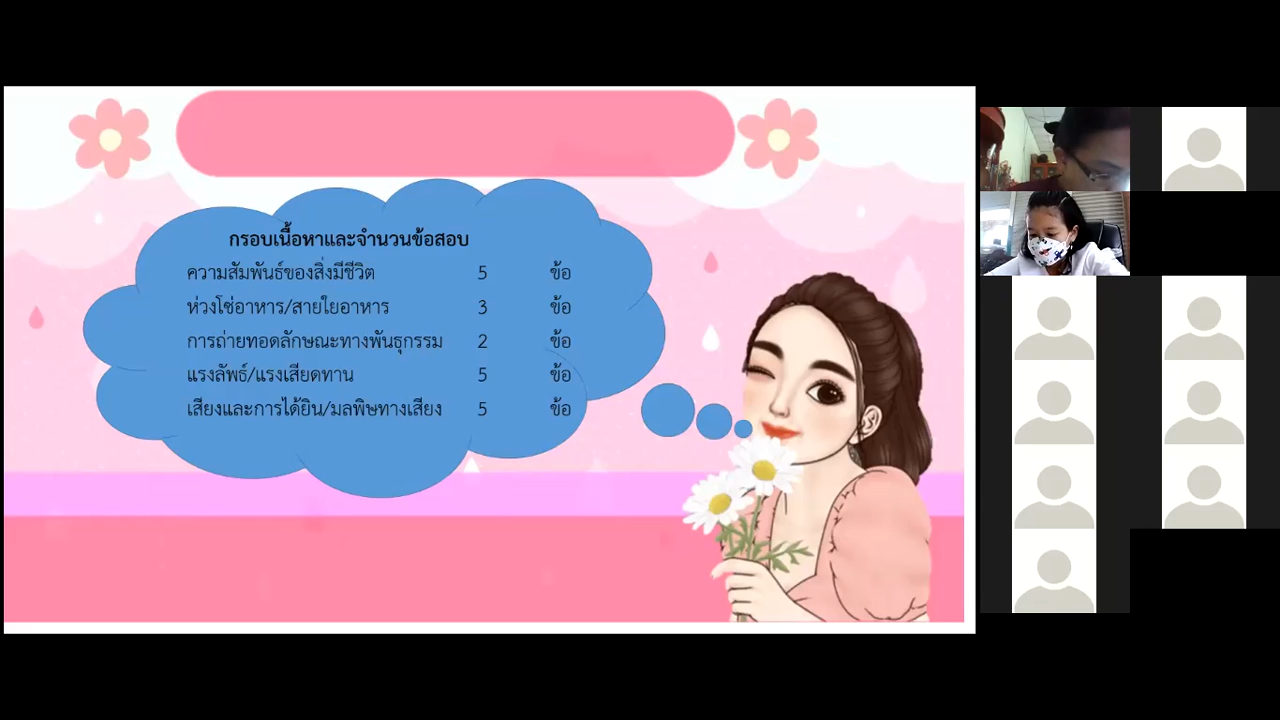 กรอบเนื้อหาและจำนวนข้อสอบ
ความสัมพันธ์ของสิ่งมีชีวิต 5 ข้อ
ห่วงโซ่อาหาร/สายใยอาหาร 3 ข้อ
การถ่ายทอดลักษณะทางพันธุกรรม 2 ข้อ
แรงลัพธ์/แรงเสียดทาน 5 ข้อ
เสียงและการได้ยิน/มลพิษทางเสียง 5 ข้อ